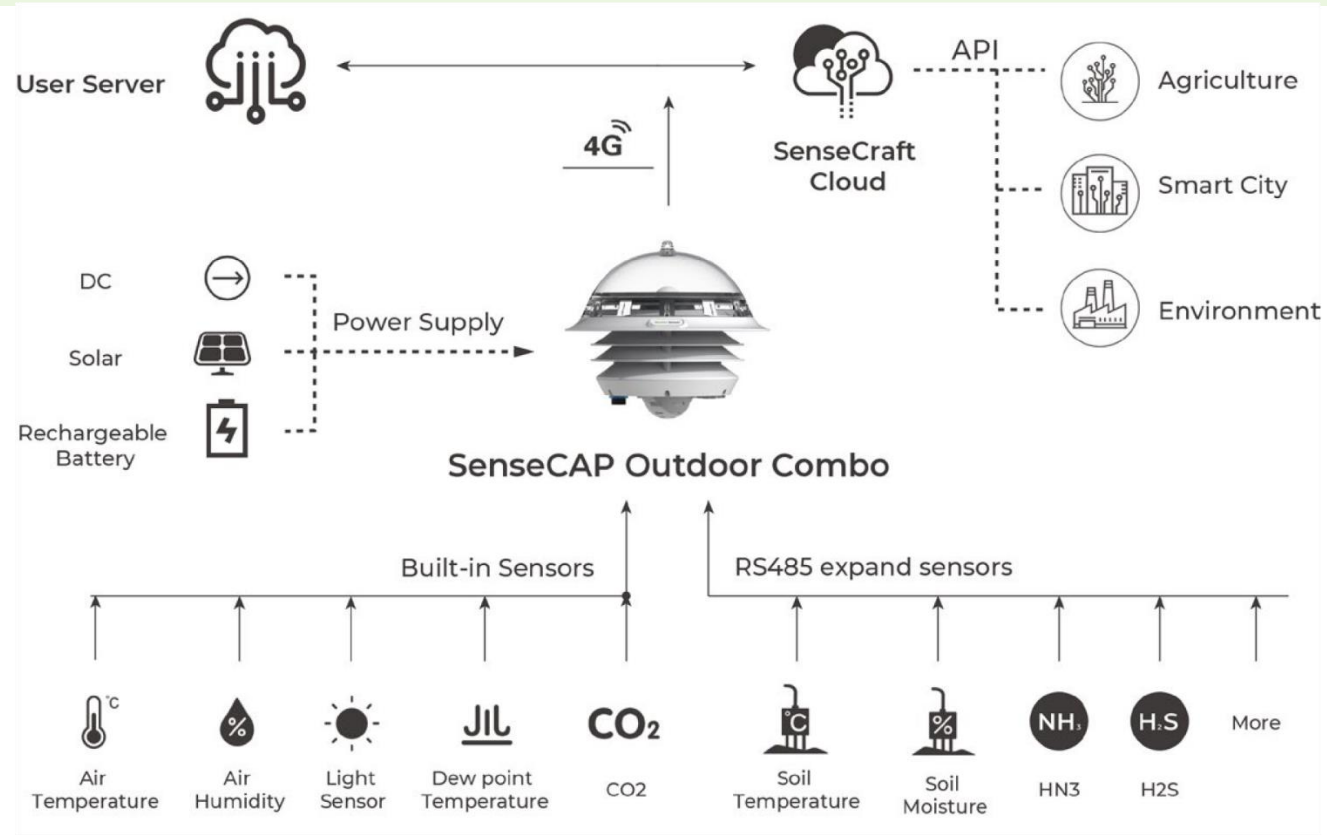 User Server
4G
SenseCraft
Cloud
API
Agriculture
Smart City
Environment
DC
Solar
Rechargeable
Battery
Power Supply
SenseCAP Outdoor Combo
Built-in Sensors
RS485 expand sensors
°C
%
CO₂
°C
%
NH₃
H₂S
More
Air
Temperature
Air
Humidity
Light
Sensor
Dew point
Temperature
CO2
Soil
Temperature
Soil
Moisture
HN3
H2S